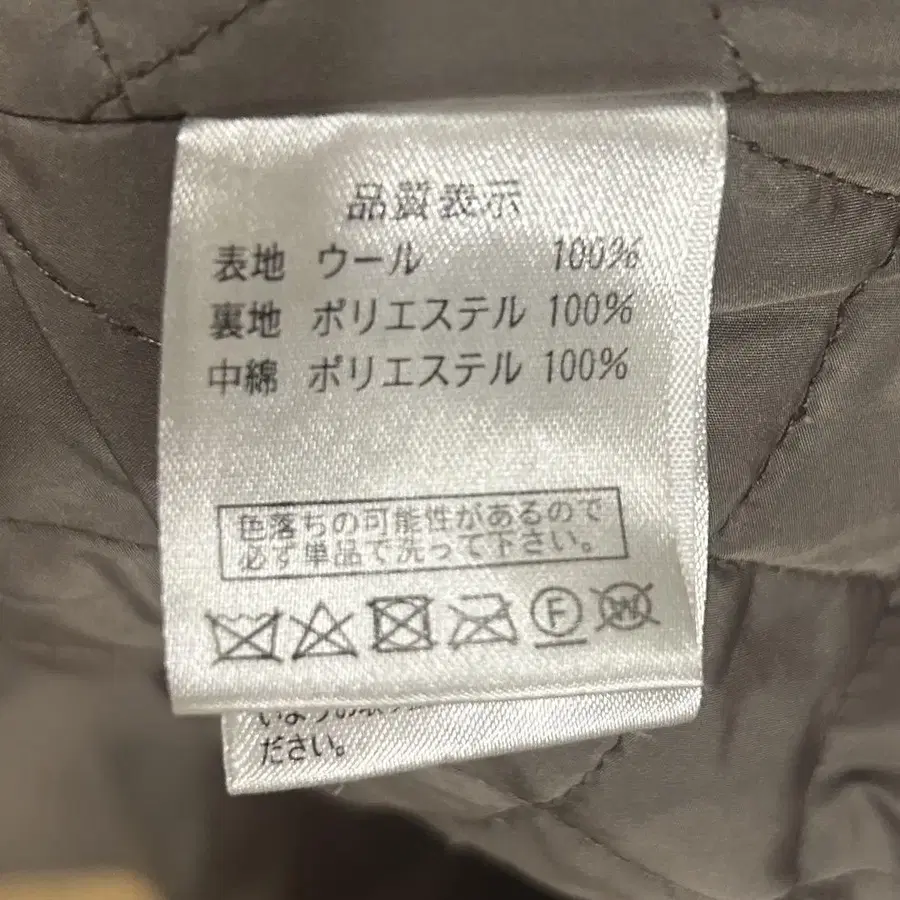 品質表示
表地 ウール 100%
裏地 ポリエステル 100%
中綿 ポリエステル 100%
色落ちの可能性があるので
必ず単品で洗って下さい。
F
W
ださい。